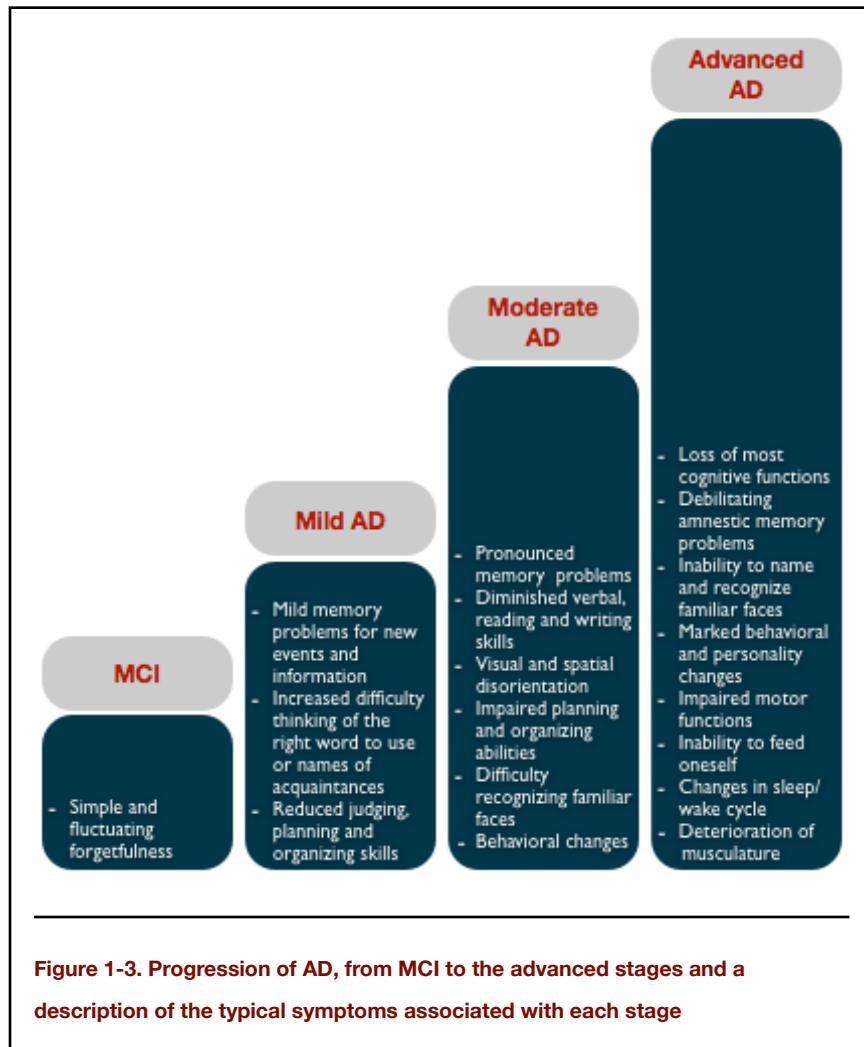 Advanced
AD
Moderate
AD
Mild AD
MCI
- Simple and
fluctuating
forgetfulness
- Mild memory
problems for new
events and
information
- Increased difficulty
thinking of the
right word to use
or names of
acquaintances
- Reduced judging,
planning and
organizing skills
- Pronounced
memory problems
- Diminished verbal,
reading and writing
skills
- Visual and spatial
disorientation
- Impaired planning
and organizing
abilities
- Difficulty
recognizing familiar
faces
- Behavioral changes
- Loss of most
cognitive functions
- Debilitating
amnestic memory
problems
- Inability to name
and recognize
familiar faces
- Marked behavioral
and personality
changes
- Impaired motor
functions
- Inability to feed
oneself
- Changes in sleep/
wake cycle
- Deterioration of
musculature
Figure 1-3. Progression of AD, from MCI to the advanced stages and a
description of the typical symptoms associated with each stage